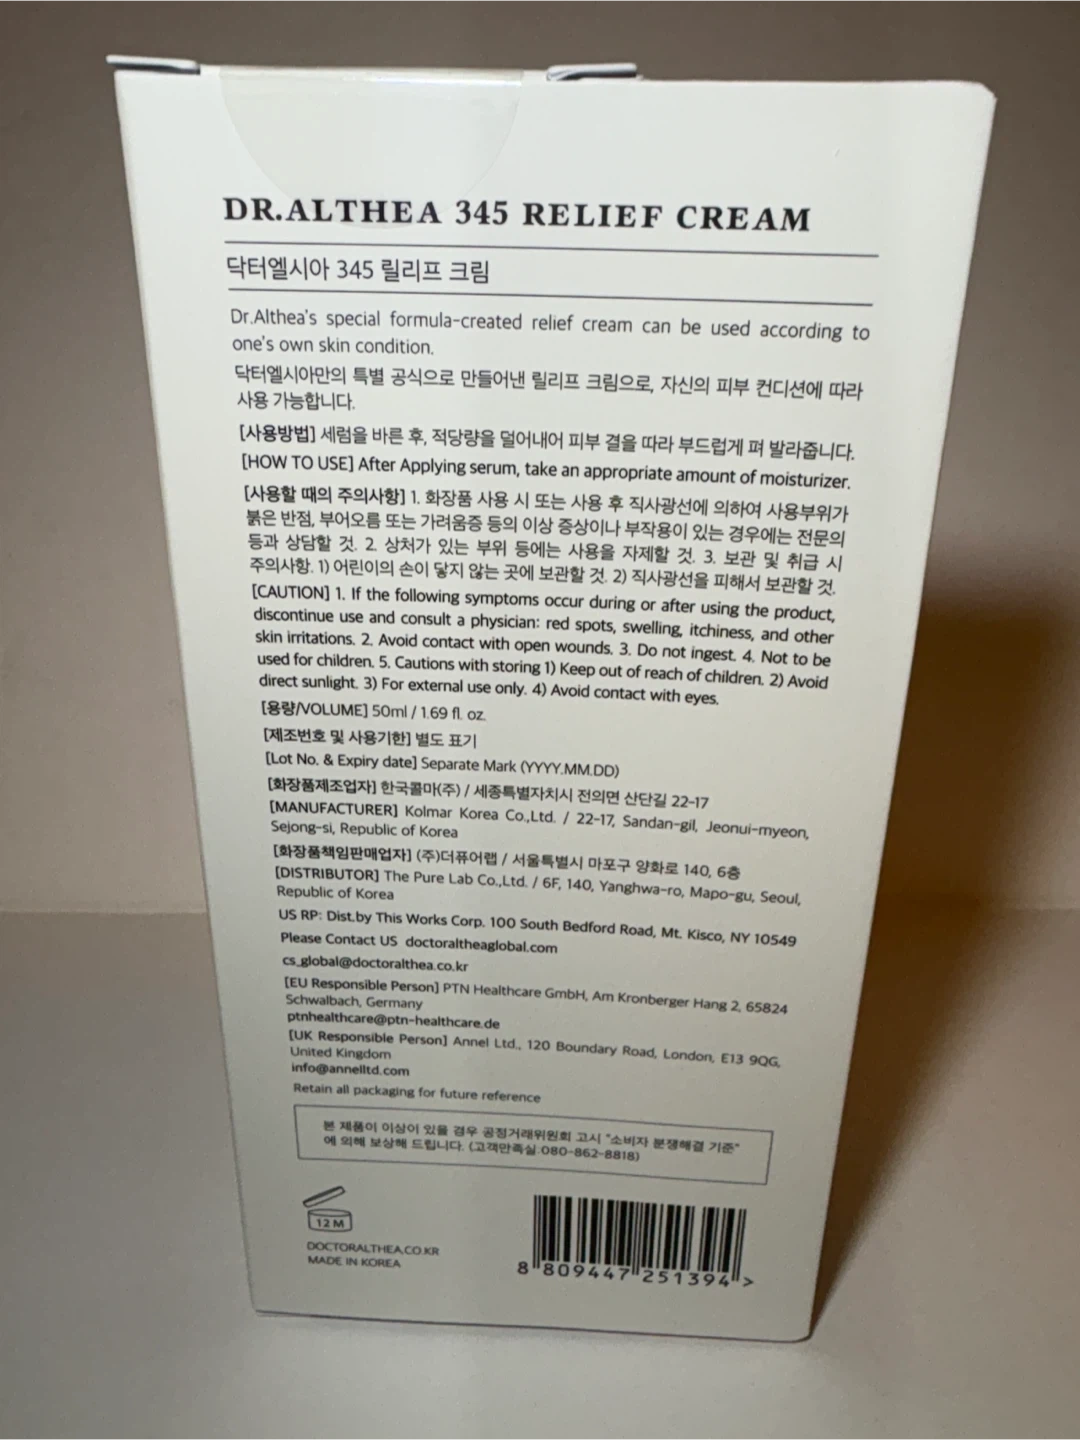 DR.ALTHEA 345 RELIEF CREAM
닥터엘시아 345 릴리프 크림
Dr.Althea's special formula-created relief cream can be used according to
one's own skin condition.
닥터엘시아만의 특별 공식으로 만들어낸 릴리프 크림으로, 자신의 피부 컨디션에 따라
사용 가능합니다.
[사용방법] 세럼을 바른 후, 적당량을 덜어내어 피부 결을 따라 부드럽게 펴 발라줍니다.
[HOW TO USE] After Applying serum, take an appropriate amount of moisturizer.
[사용할 때의 주의사항] 1. 화장품 사용 시 또는 사용 후 직사광선에 의하여 사용부위가
붉은 반점, 부어오름 또는 가려움증 등의 이상 증상이나 부작용이 있는 경우에는 전문의
등과 상담할 것. 2. 상처가 있는 부위 등에는 사용을 자제할 것. 3. 보관 및 취급 시
주의사항. 1) 어린이의 손이 닿지 않는 곳에 보관할 것. 2) 직사광선을 피해서 보관할 것.
[CAUTION] 1. If the following symptoms occur during or after using the product,
discontinue use and consult a physician: red spots, swelling, itchiness, and other
skin irritations. 2. Avoid contact with open wounds. 3. Do not ingest. 4. Not to be
used for children. 5. Cautions with storing 1) Keep out of reach of children. 2) Avoid
direct sunlight. 3) For external use only. 4) Avoid contact with eyes.
[용량/VOLUME] 50ml / 1.69 fl. oz.
[제조번호 및 사용기한] 별도 표기
[Lot No. & Expiry date] Separate Mark (YYYY.MM.DD)
[화장품제조업자] 한국콜마(주) / 세종특별자치시 전의면 산단길 22-17
[MANUFACTURER] Kolmar Korea Co.,Ltd. / 22-17, Sandan-gil, Jeonui-myeon,
Sejong-si, Republic of Korea
[화장품책임판매업자] (주)더퓨어랩 / 서울특별시 마포구 양화로 140, 6층
[DISTRIBUTOR] The Pure Lab Co.,Ltd. / 6F, 140, Yanghwa-ro, Mapo-gu, Seoul,
Republic of Korea
US RP: Dist.by This Works Corp. 100 South Bedford Road, Mt. Kisco, NY 10549
Please Contact US doctoraltheaglobal.com
cs_global@doctoralthea.co.kr
[EU Responsible Person] PTN Healthcare GmbH, Am Kronberger Hang 2, 65824
Schwalbach, Germany
ptnhealthcare@ptn-healthcare.de
[UK Responsible Person] Annel Ltd., 120 Boundary Road, London, E13 9QG,
United Kingdom
info@annelltd.com
Retain all packaging for future reference
본 제품이 이상이 있을 경우 공정거래위원회 고시 "소비자 분쟁해결 기준"
에 의해 보상해 드립니다. (고객만족실 080-862-8818)
12 M
DOCTORALTHEA.CO.KR
MADE IN KOREA
8 809447 251394 >